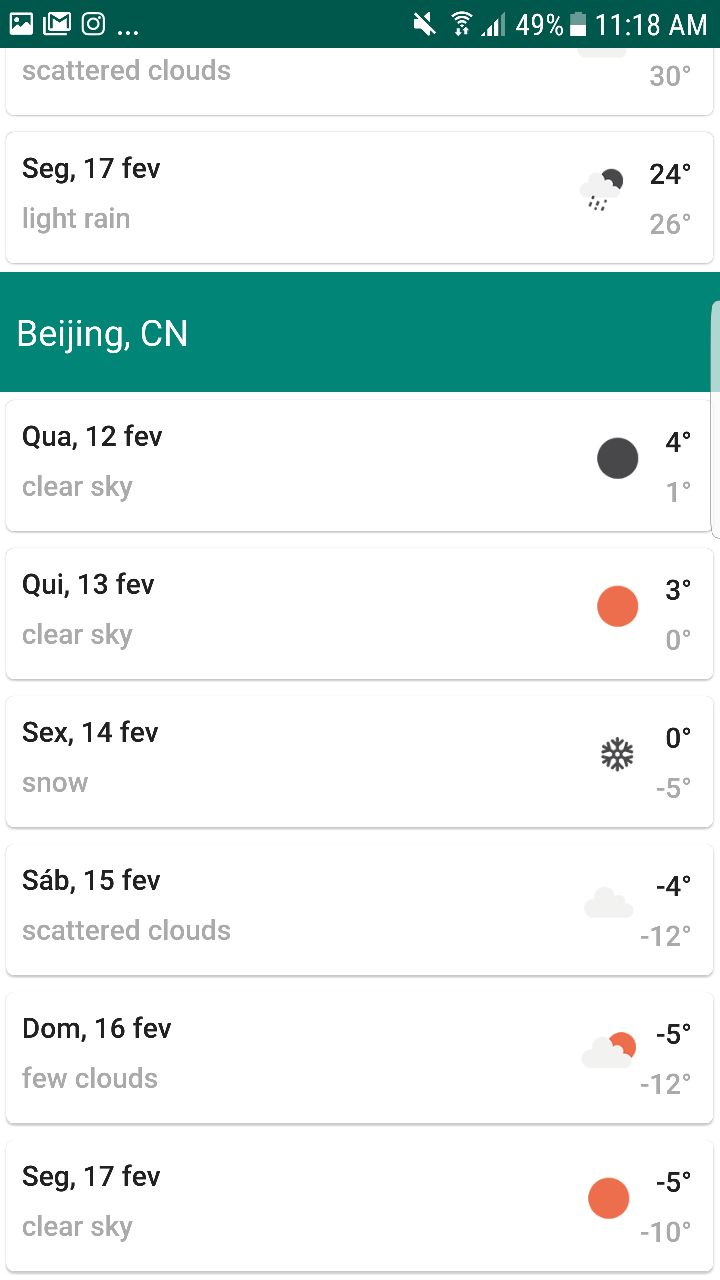 ... 49% 11:18 AM
scattered clouds
30°
Seg, 17 fev
24°
light rain
26°
Beijing, CN
Qua, 12 fev
4°
clear sky
1°
Qui, 13 fev
3°
clear sky
0°
Sex, 14 fev
0°
snow
-5°
Sáb, 15 fev
-4°
scattered clouds
-12°
Dom, 16 fev
-5°
few clouds
-12°
Seg, 17 fev
-5°
clear sky
-10°